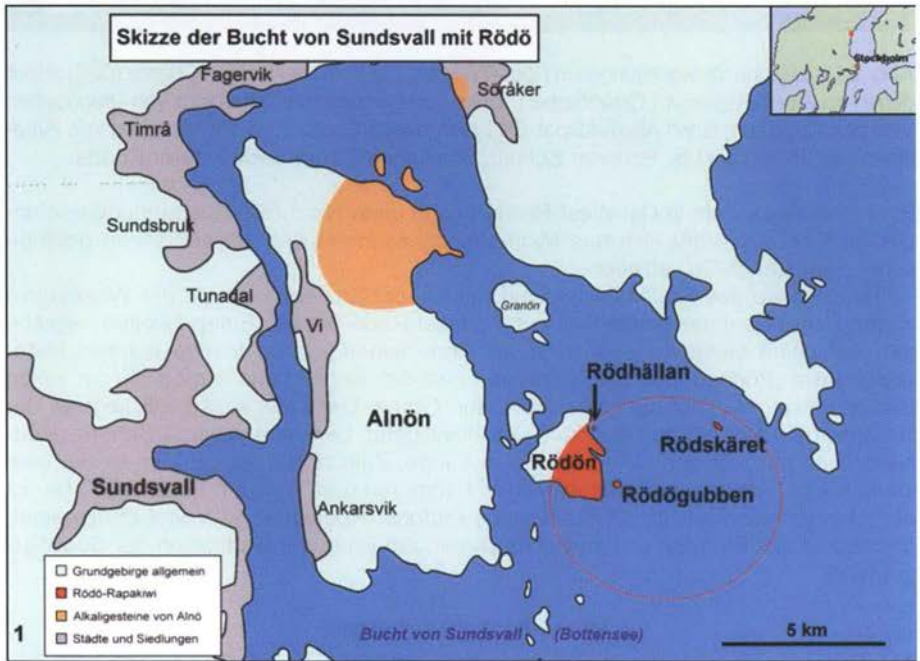 Skizze der Bucht von Sundsvall mit Rödö
Stockholm
Fagervik
Söråker
Timrå
Sundsbruk
Tunadal
Vi
Granön
Rödhällan
Alnön
Rödskäret
Rödön
Sundsvall
Rödögubben
Ankarsvik
Grundgebirge allgemein
Rödö-Rapakiwi
Alkaligesteine von Alnö
Städte und Siedlungen
1
Bucht von Sundsvall (Bottensee)
5 km